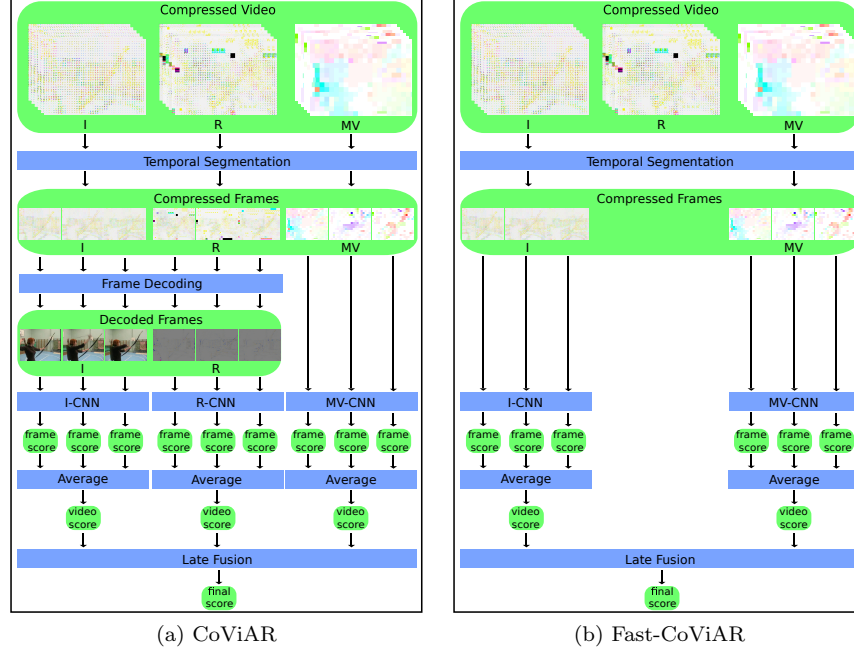 Compressed Video
I R MV
Temporal Segmentation
Compressed Frames
I R MV
Frame Decoding
Decoded Frames
I R
I-CNN R-CNN MV-CNN
frame score frame score frame score frame score frame score frame score frame score frame score frame score
Average Average Average
video score video score video score
Late Fusion
final score
(a) CoViAR
Compressed Video
I R MV
Temporal Segmentation
Compressed Frames
I MV
I-CNN MV-CNN
frame score frame score frame score frame score frame score frame score
Average Average
video score video score
Late Fusion
final score
(b) Fast-CoViAR